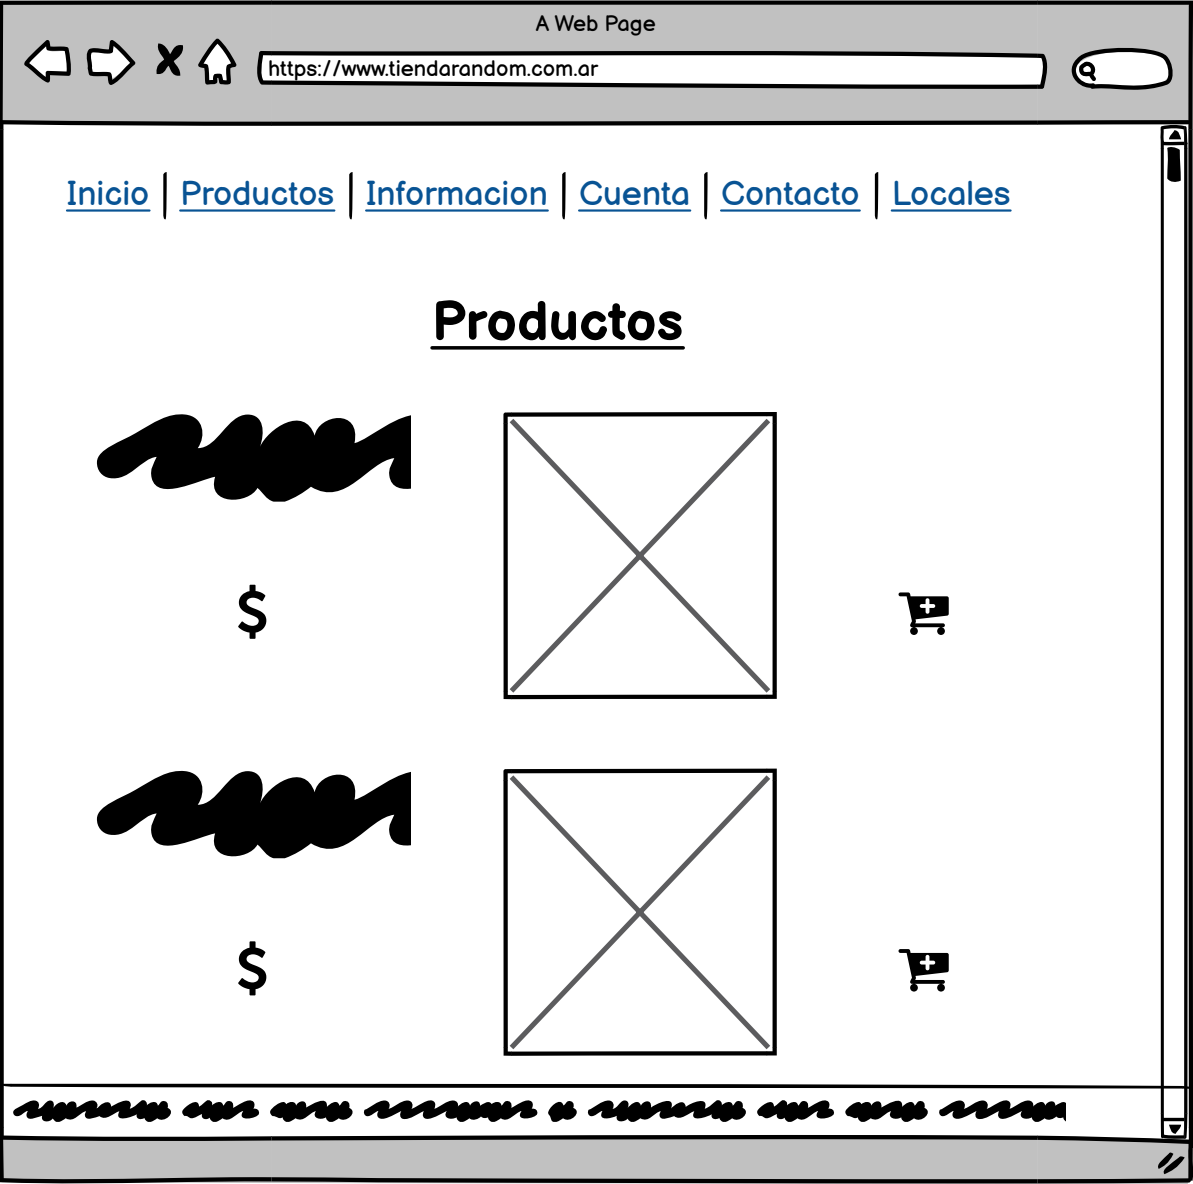 A Web Page
https://www.tiendarandom.com.ar
Inicio | Productos | Informacion | Cuenta | Contacto | Locales
Productos
$
$